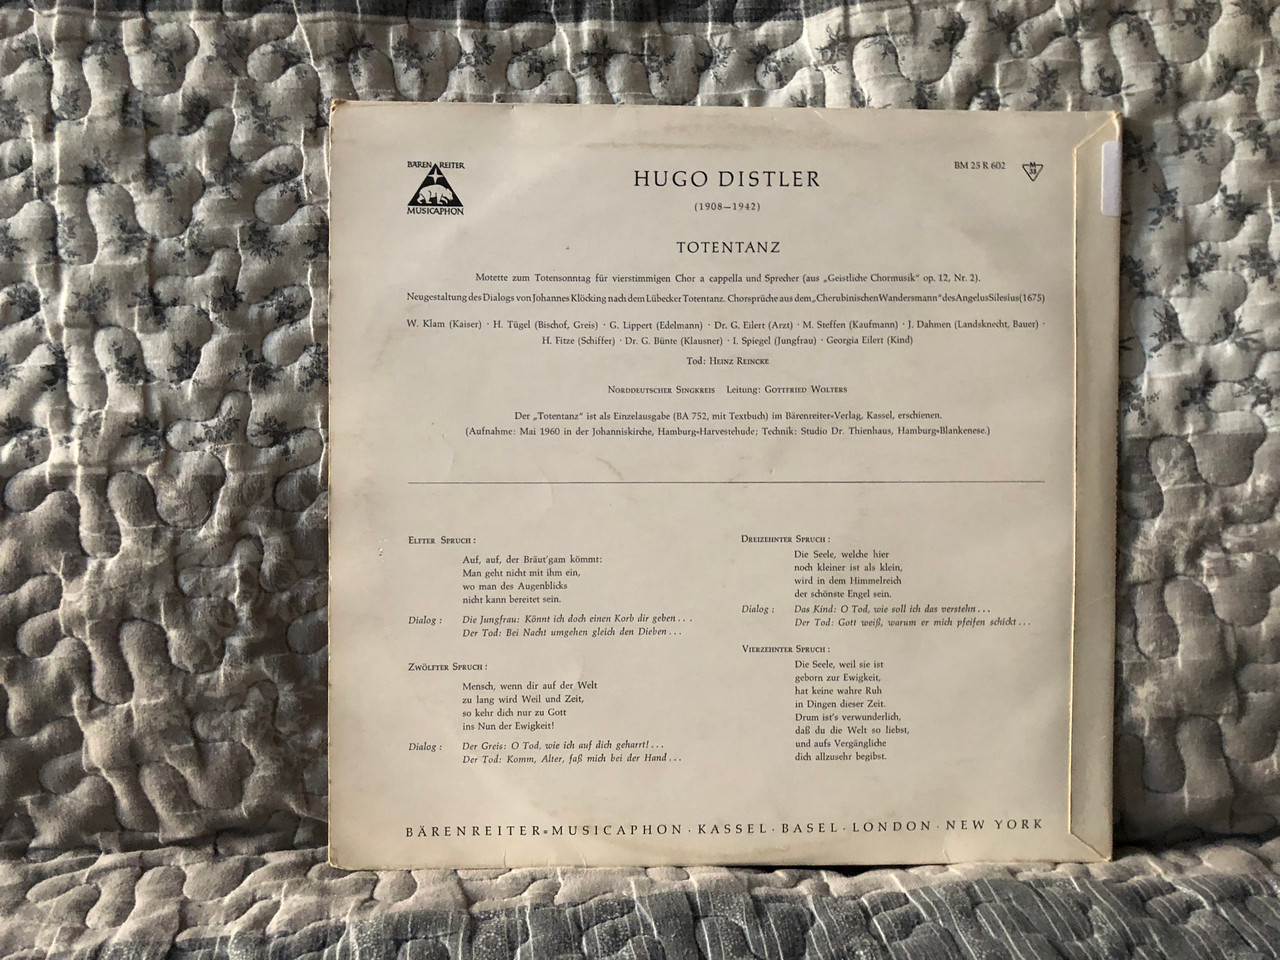 BÄRENREITER
MUSICAPHON
HUGO DISTLER
BM 25 R 602
M
33
(1908—1942)
TOTENTANZ
Motette zum Totensonntag für vierstimmigen Chor a cappella und Sprecher (aus „Geistliche Chormusik“ op. 12, Nr. 2).
Neugestaltung des Dialogs von Johannes Klöcking nach dem Lübecker Totentanz. Chorsprüche aus dem „Cherubinischen Wandersmann“ des Angelus Silesius (1675)
W. Klam (Kaiser) · H. Tügel (Bischof, Greis) · G. Lippert (Edelmann) · Dr. G. Eilert (Arzt) · M. Steffen (Kaufmann) · J. Dahmen (Landsknecht, Bauer) ·
H. Fitze (Schiffer) · Dr. G. Bünte (Klausner) · I. Spiegel (Jungfrau) · Georgia Eilert (Kind)
Tod: Heinz Reincke
Norddeutscher Singkreis Leitung: Gottfried Wolters
Der „Totentanz“ ist als Einzelausgabe (BA 752, mit Textbuch) im Bärenreiter-Verlag, Kassel, erschienen.
(Aufnahme: Mai 1960 in der Johanniskirche, Hamburg-Harvestehude; Technik: Studio Dr. Thienhaus, Hamburg-Blankenese.)
Elfter Spruch:
Auf, auf, der Bräut'gam kömmt:
Man geht nicht mit ihm ein,
wo man des Augenblicks
nicht kann bereitet sein.
Dialog: Die Jungfrau: Könnt ich doch einen Korb dir geben...
Der Tod: Bei Nacht umgehen gleich den Dieben...
Zwölfter Spruch:
Mensch, wenn dir auf der Welt
zu lang wird Weil und Zeit,
so kehr dich nur zu Gott
ins Nun der Ewigkeit!
Dialog: Der Greis: O Tod, wie ich auf dich geharrt!...
Der Tod: Komm, Alter, faß mich bei der Hand...
Dreizehnter Spruch:
Die Seele, welche hier
noch kleiner ist als klein,
wird in dem Himmelreich
der schönste Engel sein.
Dialog: Das Kind: O Tod, wie soll ich das verstehn...
Der Tod: Gott weiß, warum er mich pfeifen schickt...
Vierzehnter Spruch:
Die Seele, weil sie ist
geborn zur Ewigkeit,
hat keine wahre Ruh
in Dingen dieser Zeit.
Drum ist's verwunderlich,
daß du die Welt so liebst,
und aufs Vergängliche
dich allzusehr begibst.
BÄRENREITER-MUSICAPHON · KASSEL · BASEL · LONDON · NEW YORK